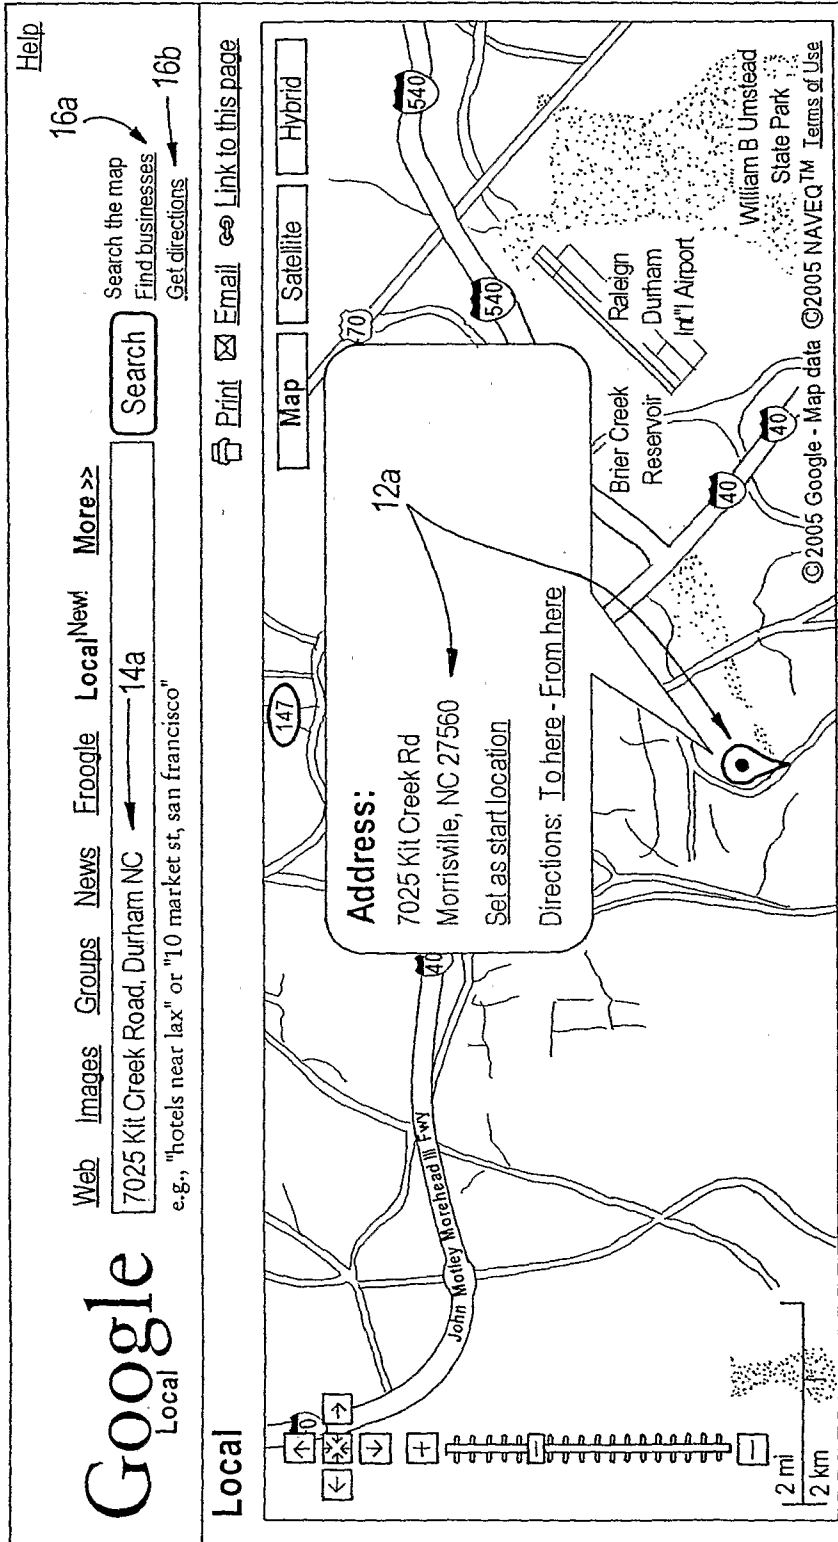 Help
16a
16b
Google
Local
Web Images Groups News Froogle Local New! More >>
7025 Kit Creek Road, Durham NC
14a
Search
Search the map
Find businesses
Get directions
e.g., "hotels near lax" or "10 market st, san francisco"
Local
Print Email Link to this page
Map Satellite Hybrid
147
70
540
540
0
40
John Motley Morehead III Fwy
Address:
7025 Kit Creek Rd
Morrisville, NC 27560
Set as start location
Directions: To here - From here
12a
Brier Creek
Reservoir
Raleign
Durham
Int"l Airport
40
40
William B Umstead
State Park
2 mi
2 km
©2005 Google - Map data ©2005 NAVEQ™ Terms of Use